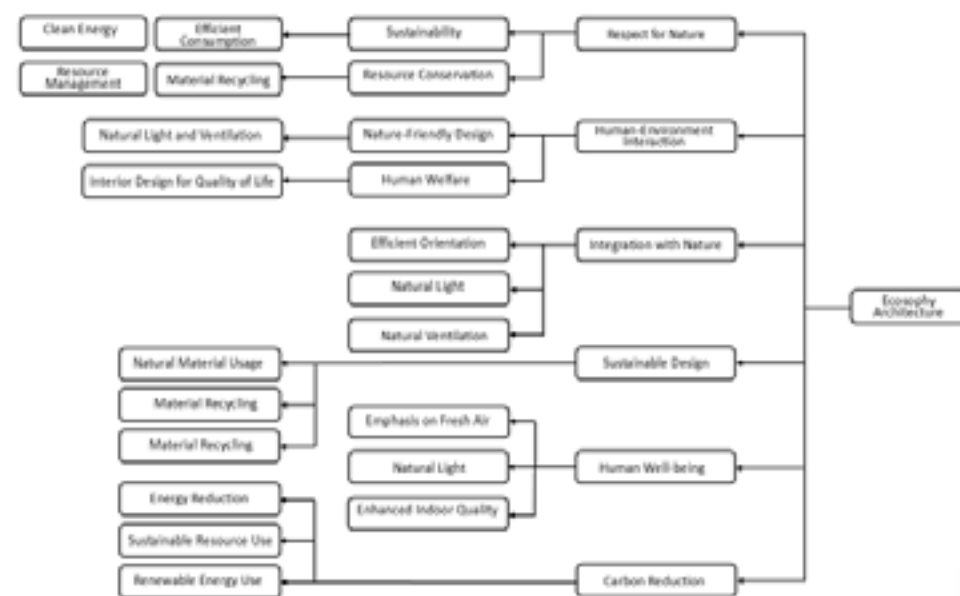 Clean Energy
Efficient
Consumption
Sustainability
Respect for Nature
Resource
Management
Material Recycling
Resource Conservation
Natural Light and Ventilation
Nature-Friendly Design
Human-Environment
Interaction
Interior Design for Quality of Life
Human Welfare
Efficient Orientation
Integration with Nature
Natural Light
Ecosophy
Architecture
Natural Ventilation
Natural Material Usage
Sustainable Design
Material Recycling
Emphasis on Fresh Air
Material Recycling
Natural Light
Human Well-being
Energy Reduction
Enhanced Indoor Quality
Sustainable Resource Use
Renewable Energy Use
Carbon Reduction